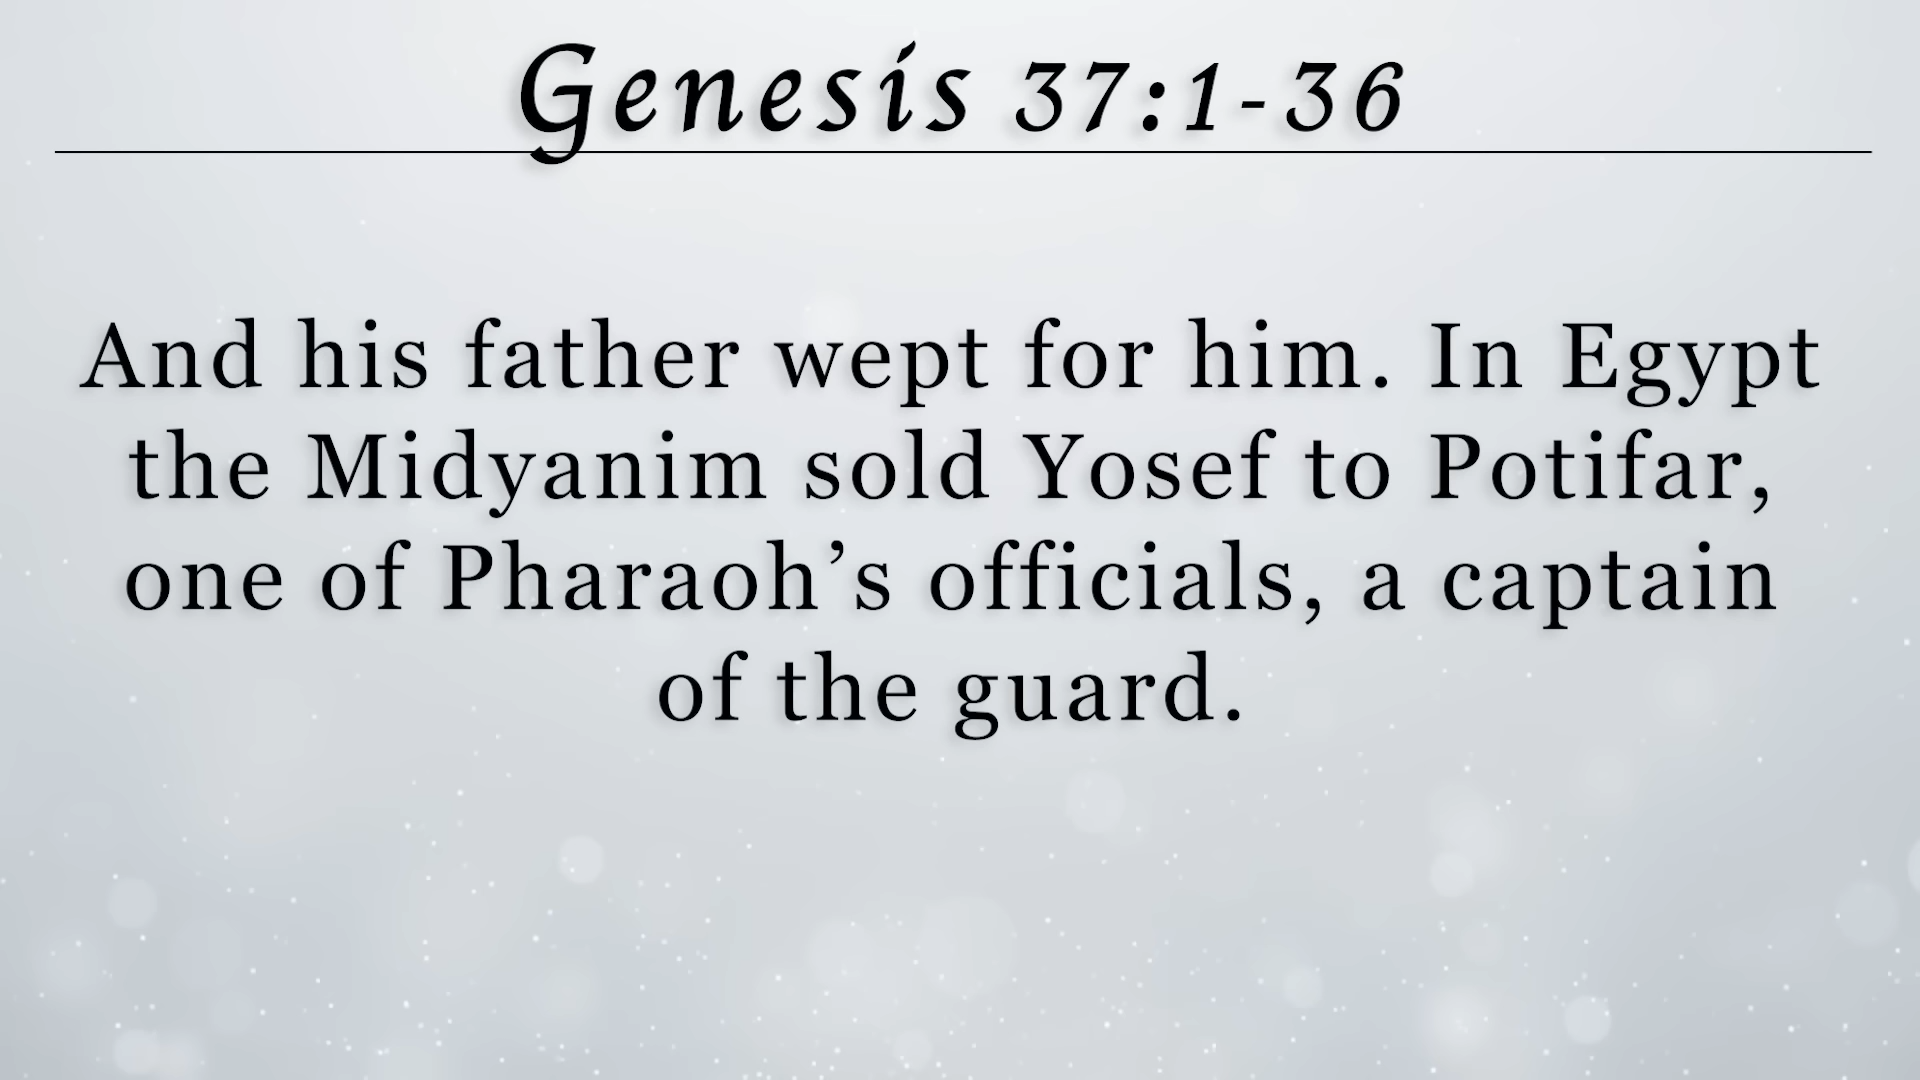 Genesis 37:1-36
And his father wept for him. In Egypt
the Midyanim sold Yosef to Potifar,
one of Pharaoh’s officials, a captain
of the guard.